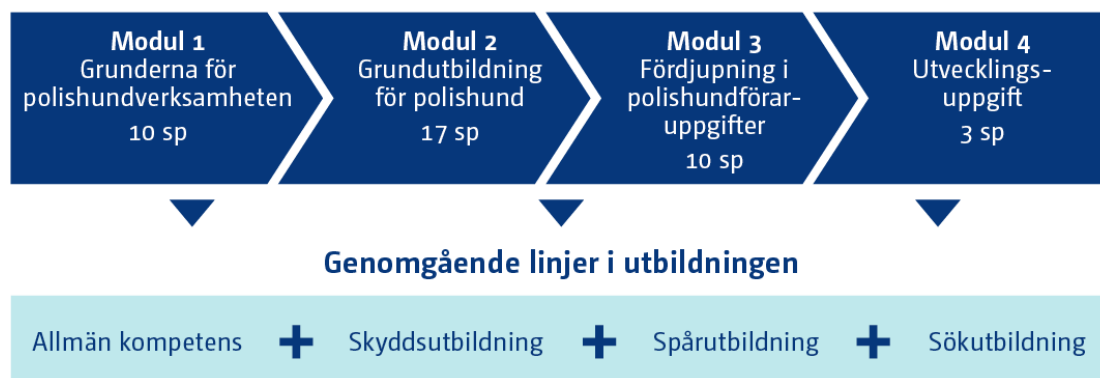 Modul 1
Grunderna för
polishundverksamheten
10 sp
Modul 2
Grundutbildning
för polishund
17 sp
Modul 3
Fördjupning i
polishundförar-
uppgifter
10 sp
Modul 4
Utvecklings-
uppgift
3 sp
Genomgående linjer i utbildningen
Allmän kompetens + Skyddsutbildning + Spårutbildning + Sökutbildning